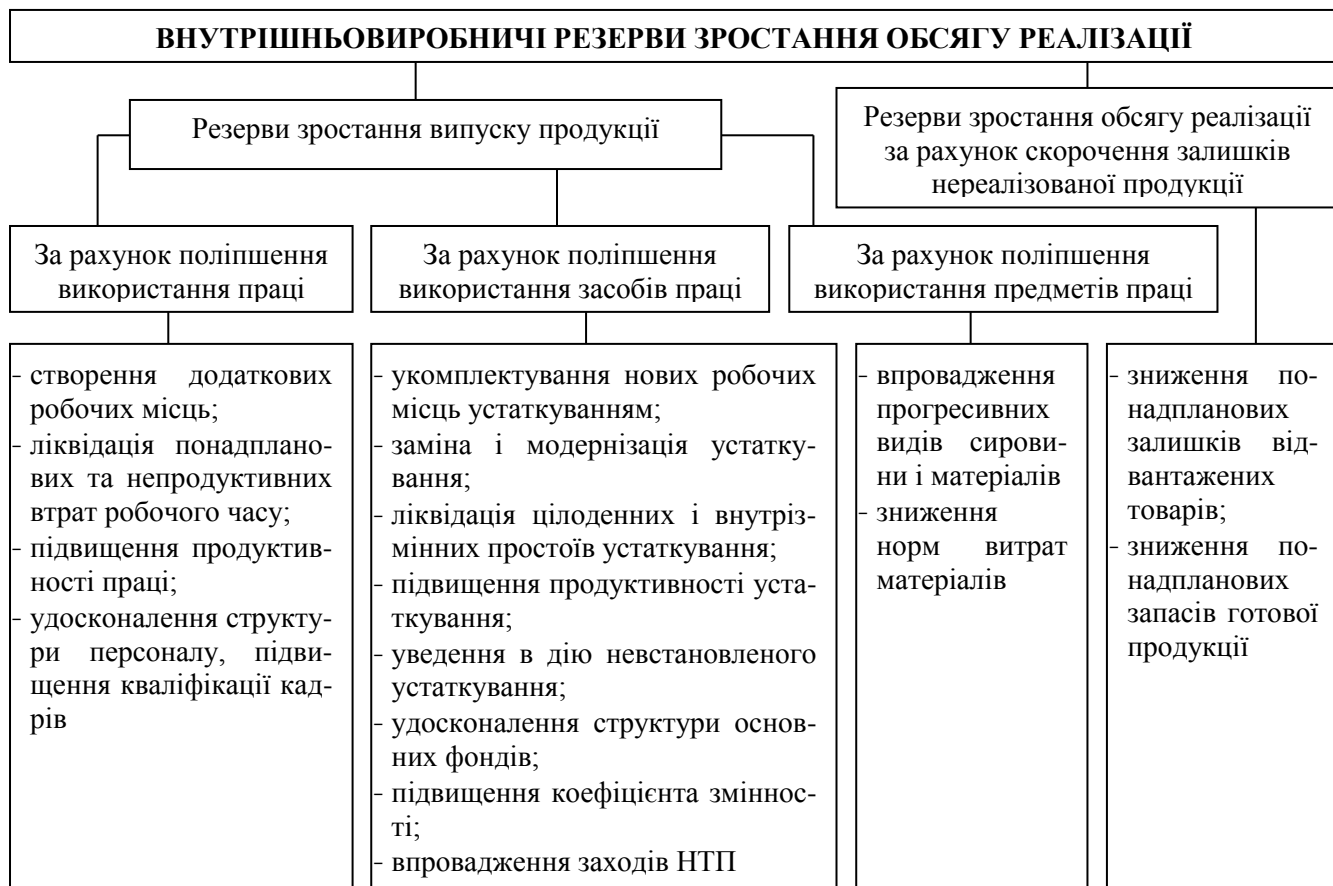 ВНУТРІШНЬОВИРОБНИЧІ РЕЗЕРВИ ЗРОСТАННЯ ОБСЯГУ РЕАЛІЗАЦІЇ
Резерви зростання випуску продукції
Резерви зростання обсягу реалізації
за рахунок скорочення залишків
нереалізованої продукції
За рахунок поліпшення
використання праці
За рахунок поліпшення
використання засобів праці
За рахунок поліпшення
використання предметів праці
- створення додаткових
робочих місць;
- ліквідація понадплано-
вих та непродуктивних
втрат робочого часу;
- підвищення продуктив-
ності праці;
- удосконалення структу-
ри персоналу, підви-
щення кваліфікації кад-
рів
- укомплектування нових робочих
місць устаткуванням;
- заміна і модернізація устатку-
вання;
- ліквідація цілоденних і внутріз-
мінних простоїв устаткування;
- підвищення продуктивності уста-
ткування;
- уведення в дію невстановленого
устаткування;
- удосконалення структури основ-
них фондів;
- підвищення коефіцієнта зміннос-
ті;
- впровадження заходів НТП
- впровадження
прогресивних
видів сирови-
ни і матеріалів
- зниження
норм витрат
матеріалів
- зниження по-
надпланових
залишків від-
вантажених
товарів;
- зниження по-
надпланових
запасів готової
продукції